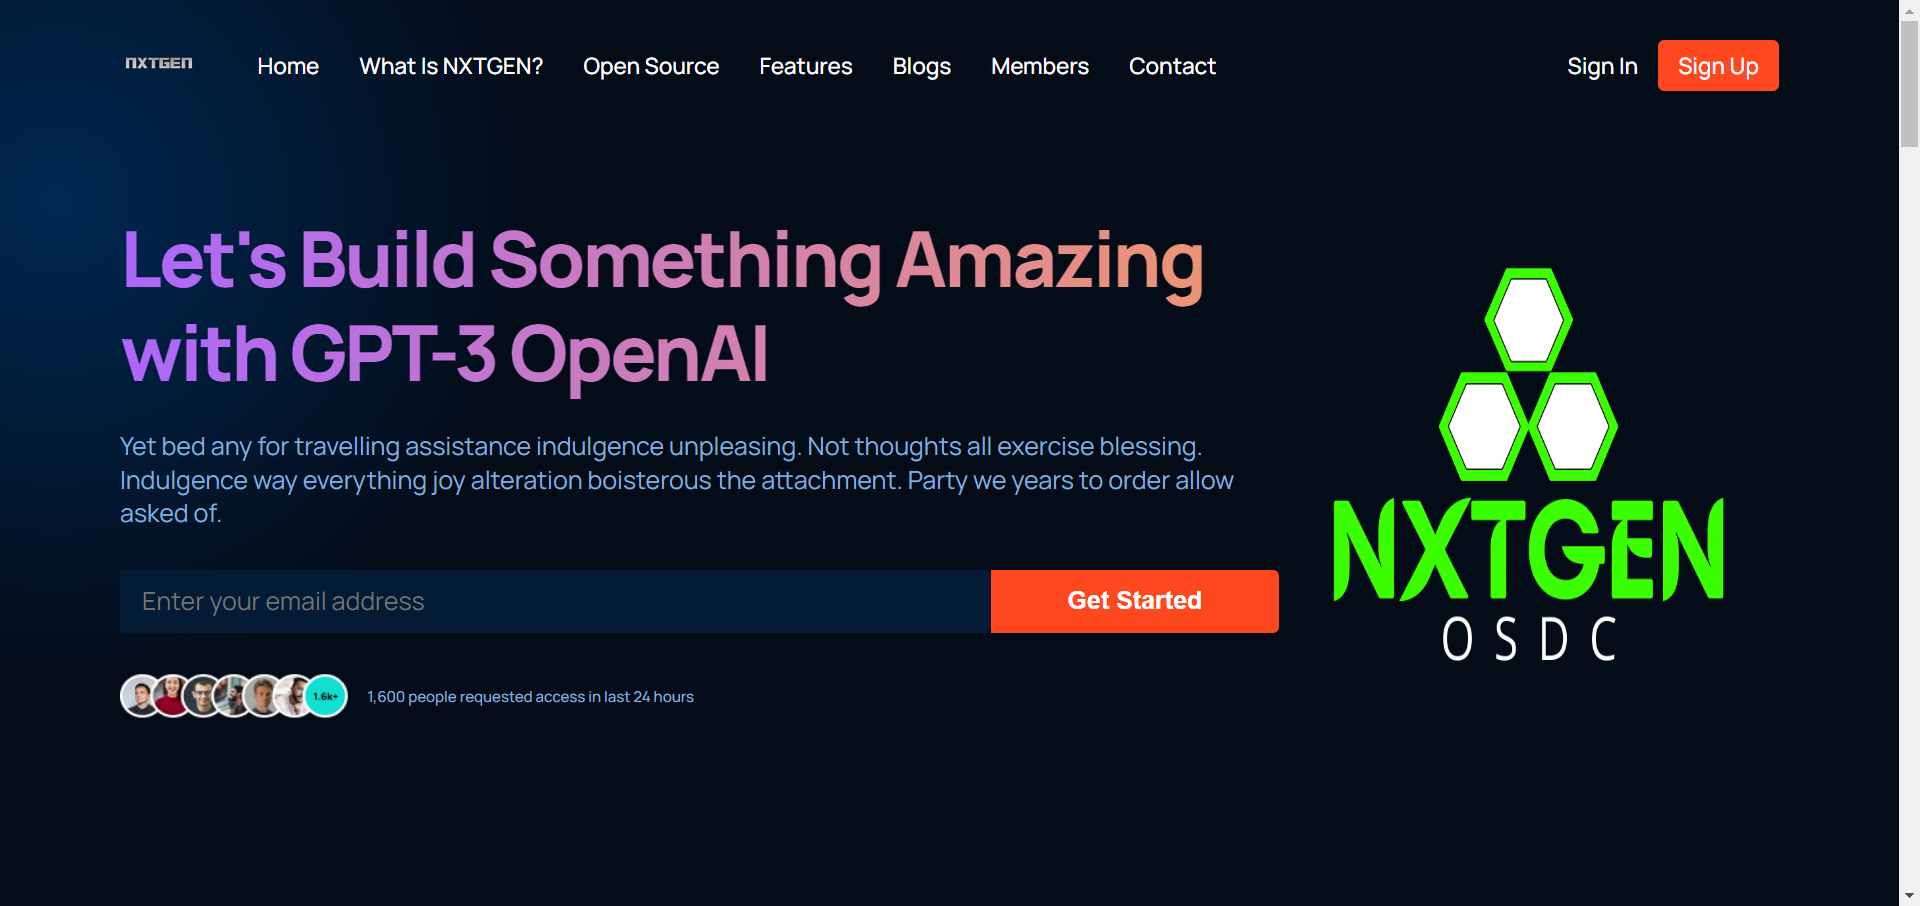 NXTGEN
Home
What Is NXTGEN?
Open Source
Features
Blogs
Members
Contact
Sign In
Sign Up
Let's Build Something Amazing
with GPT-3 OpenAI
Yet bed any for travelling assistance indulgence unpleasing. Not thoughts all exercise blessing.
Indulgence way everything joy alteration boisterous the attachment. Party we years to order allow
asked of.
Enter your email address
Get Started
1.6k+
1,600 people requested access in last 24 hours
NXTGEN
OSDC